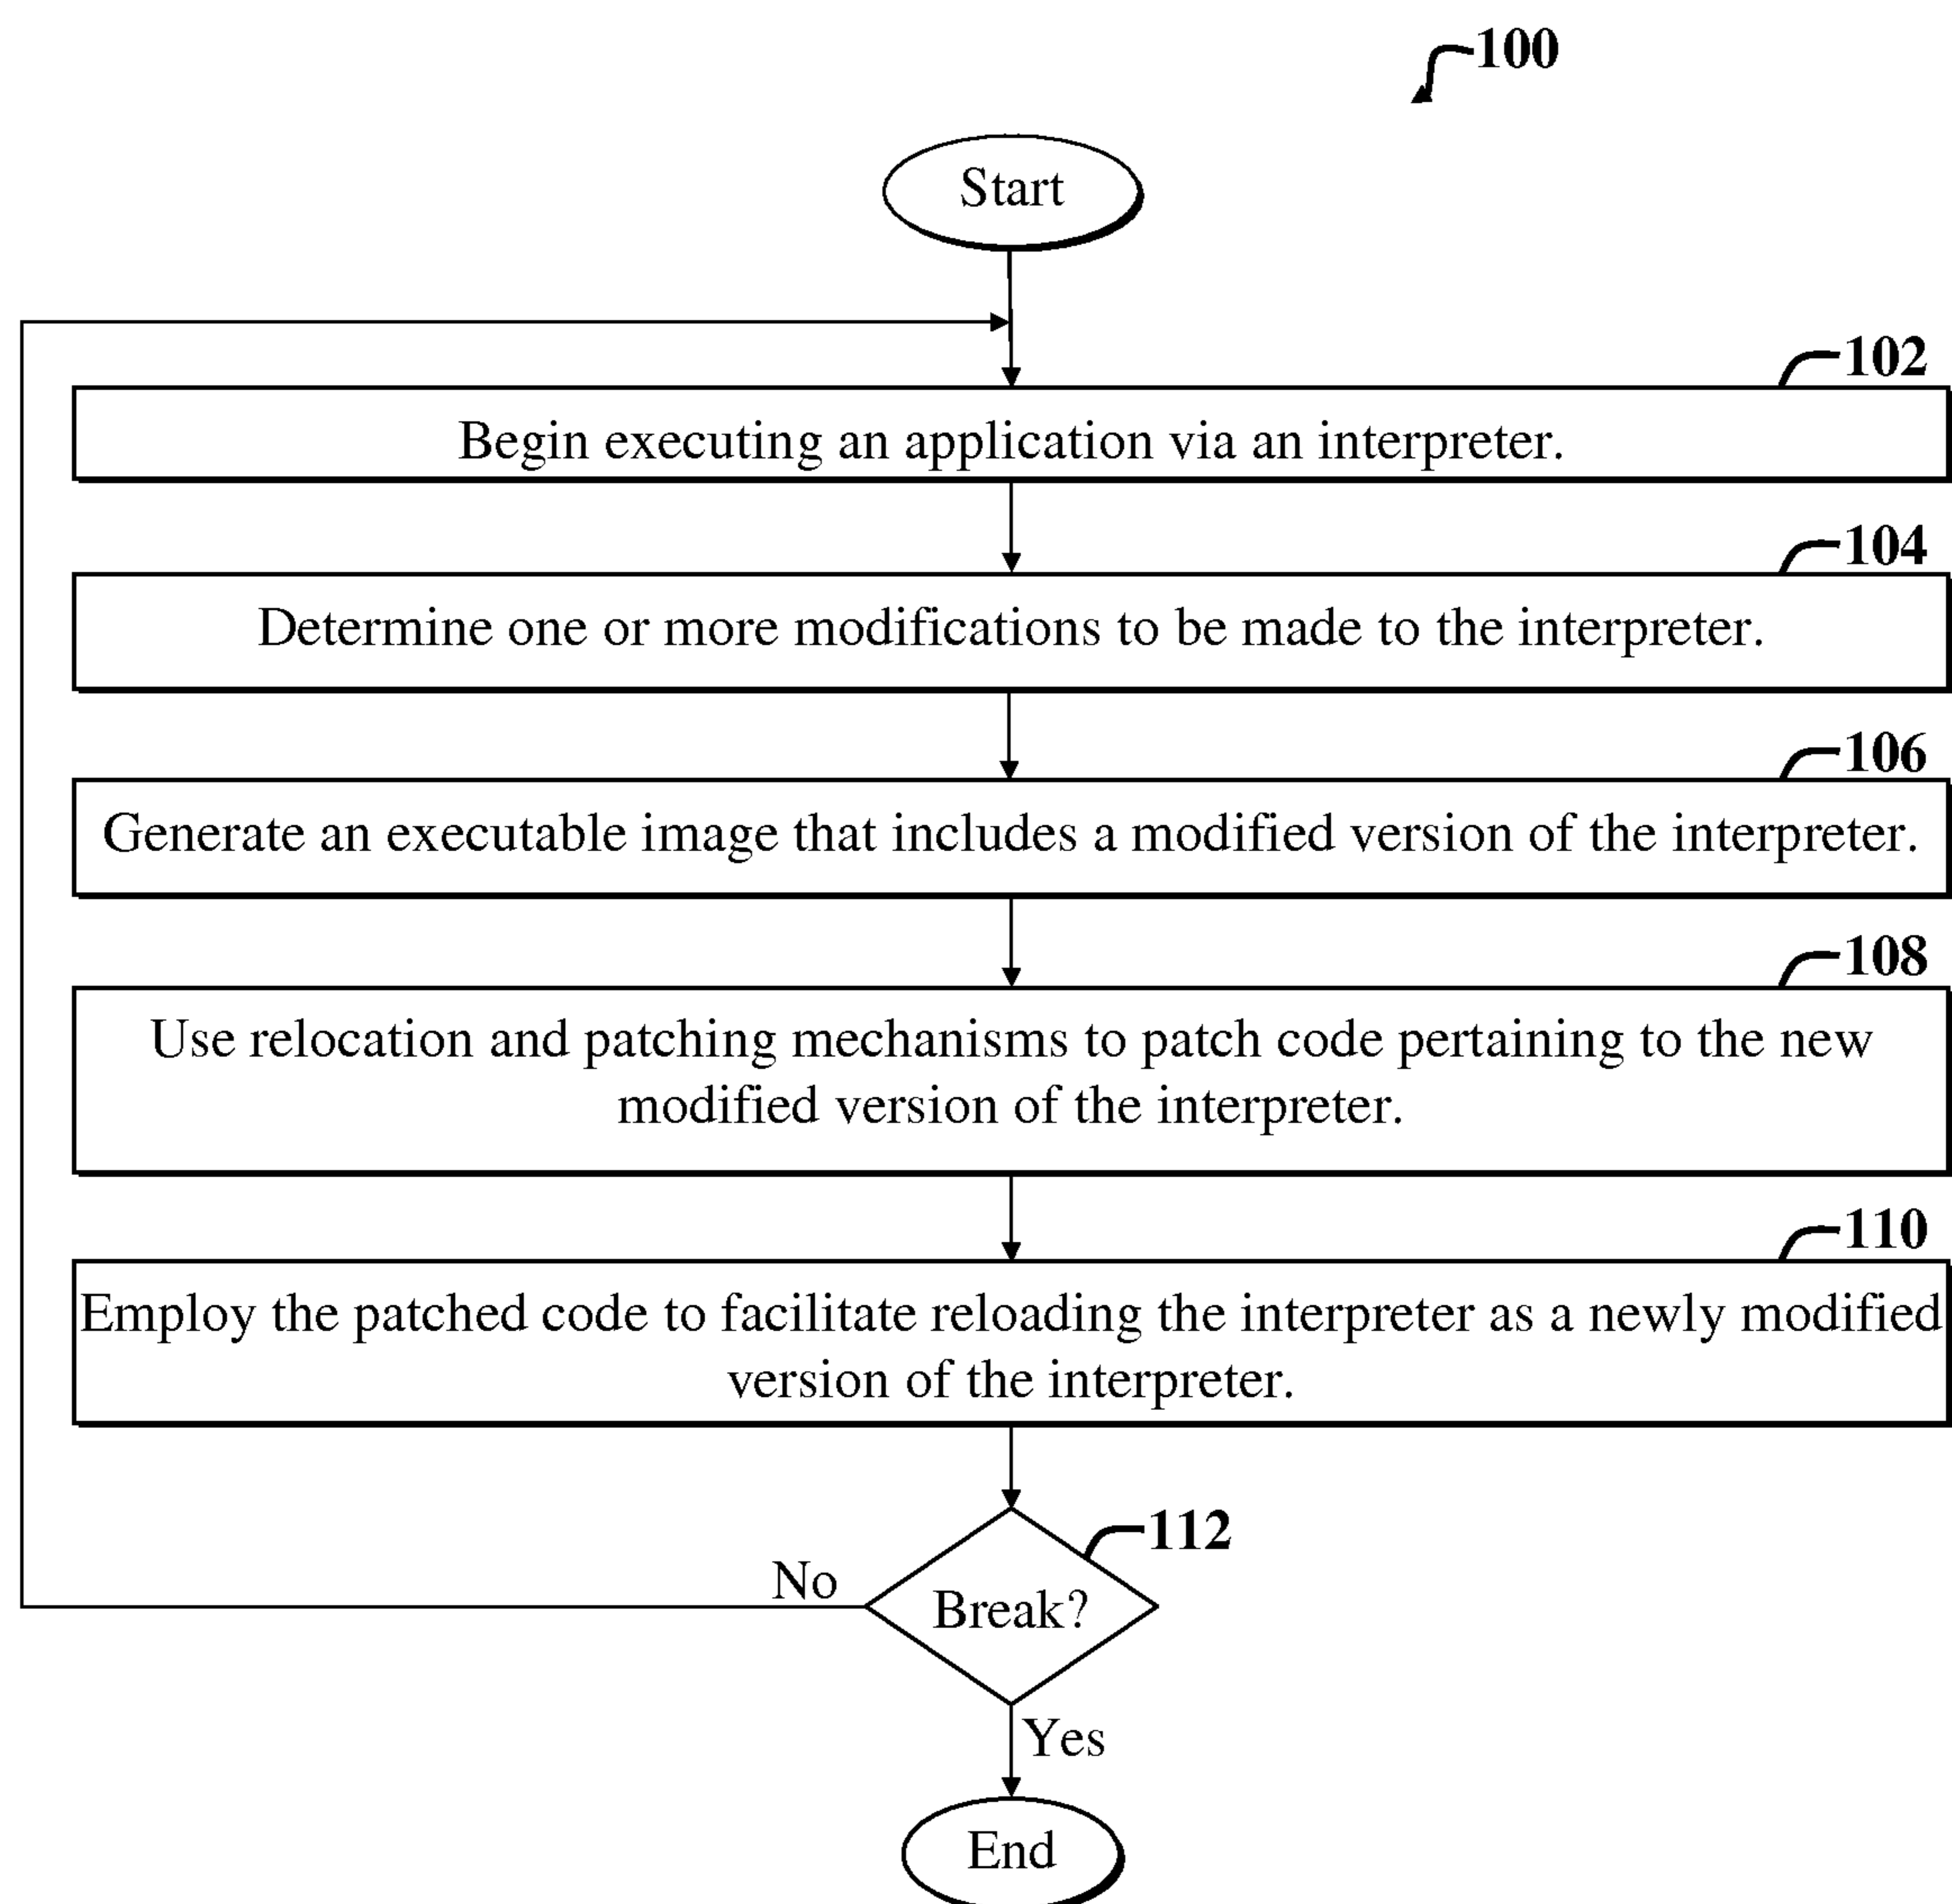 100
Start
102
Begin executing an application via an interpreter.
104
Determine one or more modifications to be made to the interpreter.
106
Generate an executable image that includes a modified version of the interpreter.
108
Use relocation and patching mechanisms to patch code pertaining to the new
modified version of the interpreter.
110
Employ the patched code to facilitate reloading the interpreter as a newly modified
version of the interpreter.
112
No
Break?
Yes
End